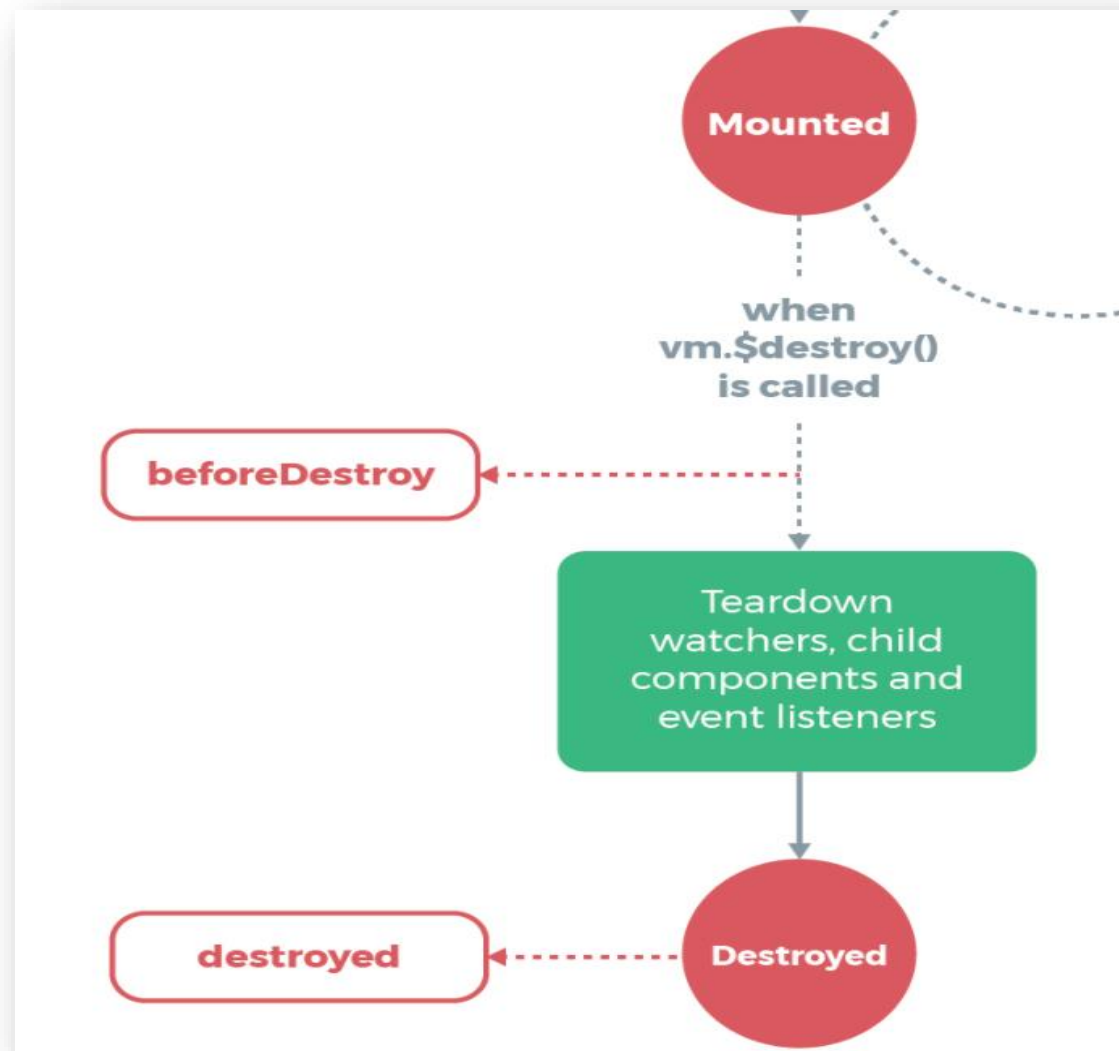 Mounted
when
vm.$destroy()
is called
beforeDestroy
Teardown
watchers, child
components and
event listeners
destroyed
Destroyed